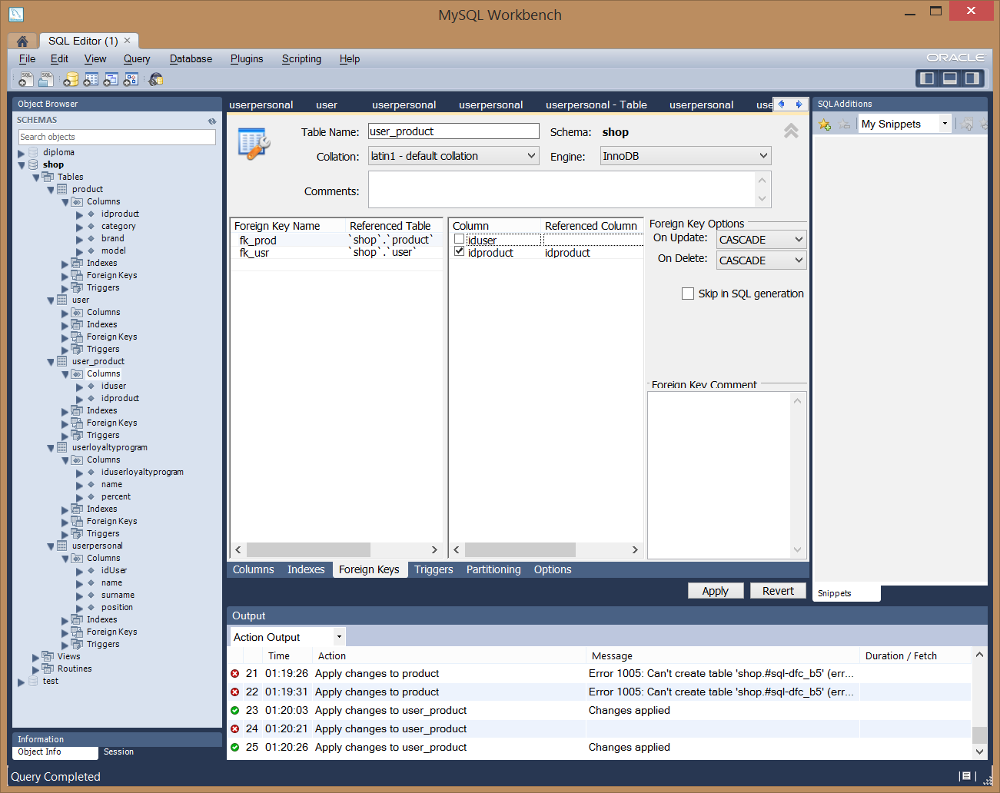 MySQL Workbench
SQL Editor (1)
File Edit View Query Database Plugins Scripting Help
ORACLE
Object Browser
SCHEMAS
Search objects
diploma
shop
Tables
product
Columns
idproduct
category
brand
model
Indexes
Foreign Keys
Triggers
user
Columns
Indexes
Foreign Keys
Triggers
user_product
Columns
iduser
idproduct
Indexes
Foreign Keys
Triggers
userloyaltyprogram
Columns
iduserloyaltyprogram
name
percent
Indexes
Foreign Keys
Triggers
userpersonal
Columns
idUser
name
surname
position
Indexes
Foreign Keys
Triggers
Views
Routines
test
Information
Object Info Session
userpersonal user userpersonal userpersonal userpersonal - Table userpersonal use
Table Name: user_product Schema: shop
Collation: latin1 - default collation Engine: InnoDB
Comments:
Foreign Key Name Referenced Table
fk_prod `shop`.`product`
fk_usr `shop`.`user`
Column Referenced Column
iduser
idproduct idproduct
Foreign Key Options
On Update: CASCADE
On Delete: CASCADE
Skip in SQL generation
Foreign Key Comment
Columns Indexes Foreign Keys Triggers Partitioning Options
Apply Revert
SQLAdditions
My Snippets
Snippets
Output
Action Output
Time Action Message Duration / Fetch
21 01:19:26 Apply changes to product Error 1005: Can't create table 'shop.#sql-dfc_b5' (err...
22 01:19:31 Apply changes to product Error 1005: Can't create table 'shop.#sql-dfc_b5' (err...
23 01:20:03 Apply changes to user_product Changes applied
24 01:20:21 Apply changes to user_product
25 01:20:26 Apply changes to user_product Changes applied
Query Completed